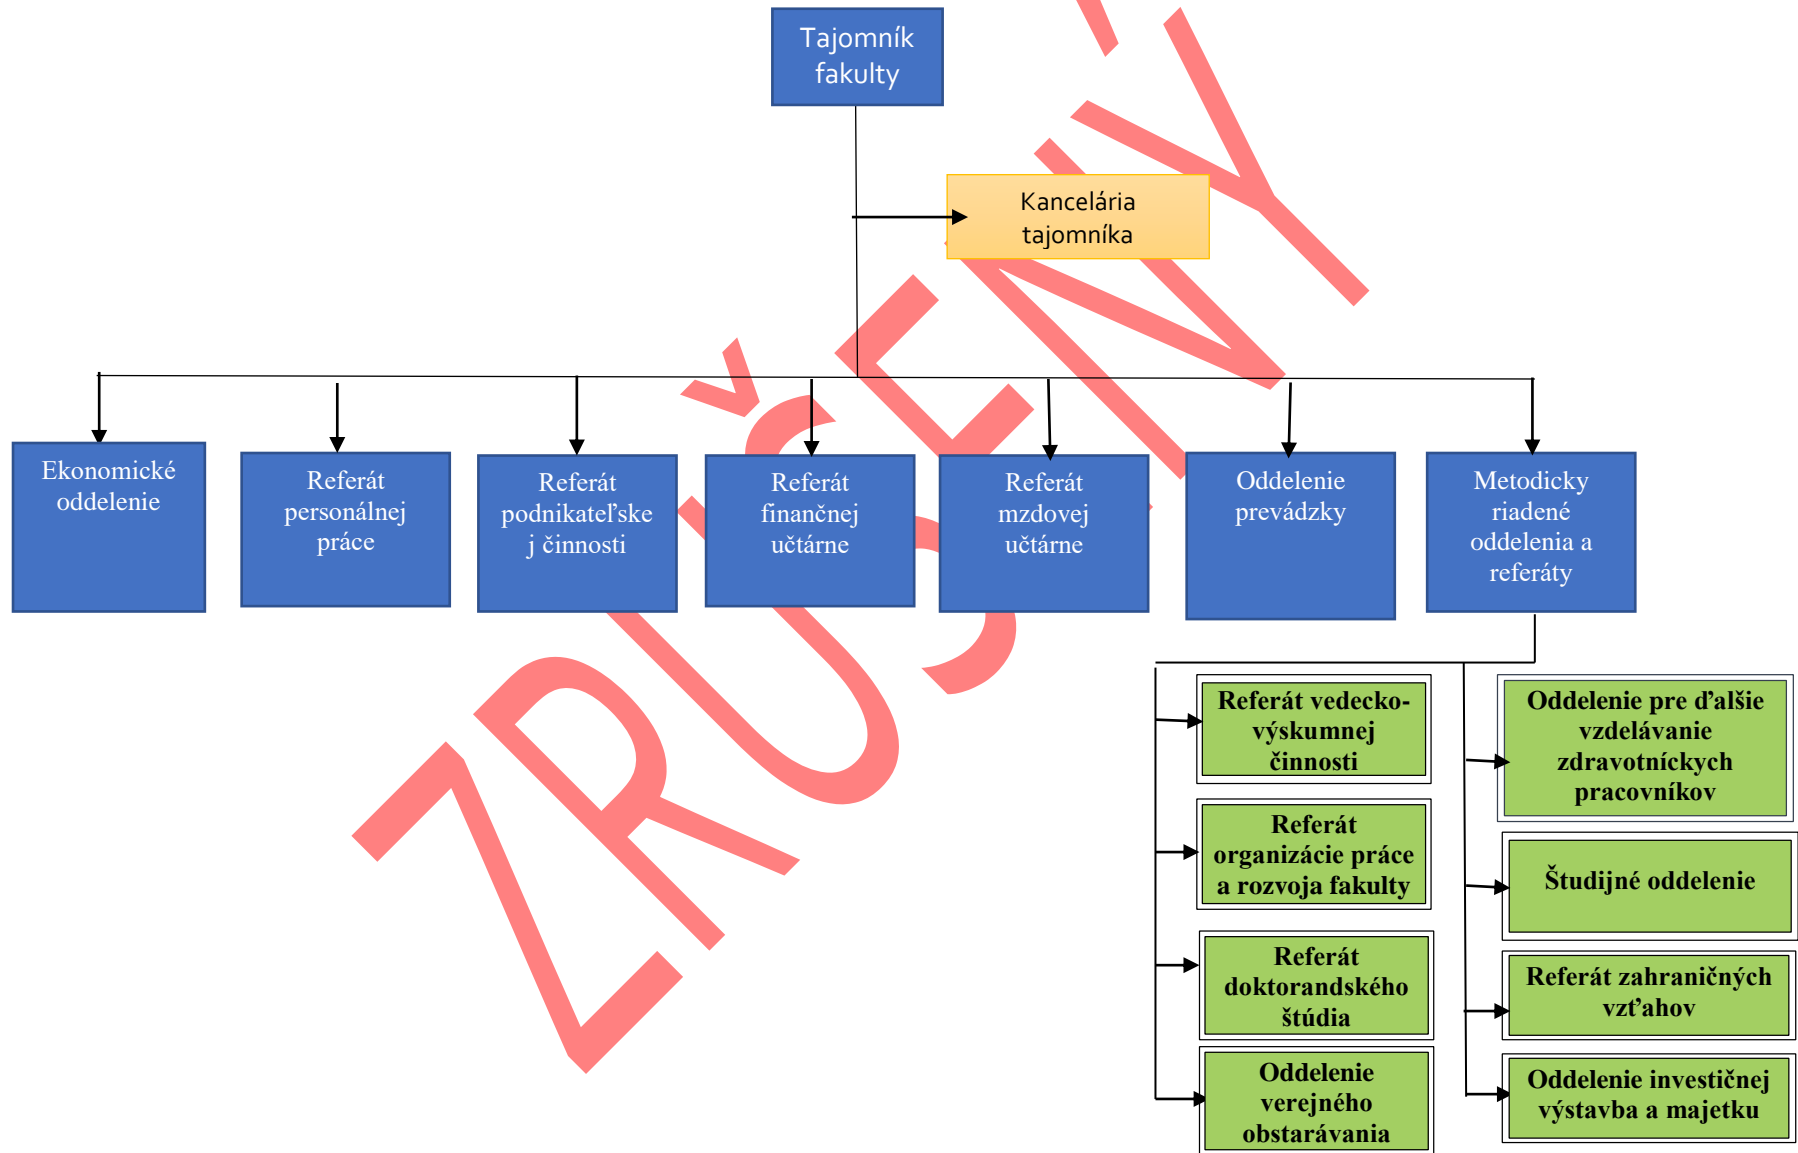 Tajomník
fakulty
Kancelária
tajomníka
Ekonomické
oddelenie
Referát
personálnej
práce
Referát
podnikateľske
j činnosti
Referát
finančnej
učtárne
Referát
mzdovej
učtárne
Oddelenie
prevádzky
Metodicky
riadené
oddelenia a
referáty
Referát vedecko-
výskumnej
činnosti
Referát
organizácie práce
a rozvoja fakulty
Referát
doktorandského
štúdia
Oddelenie
verejného
obstarávania
Oddelenie pre ďalšie
vzdelávanie
zdravotníckych
pracovníkov
Študijné oddelenie
Referát zahraničných
vzťahov
Oddelenie investičnej
výstavba a majetku
ZRUŠENÝ